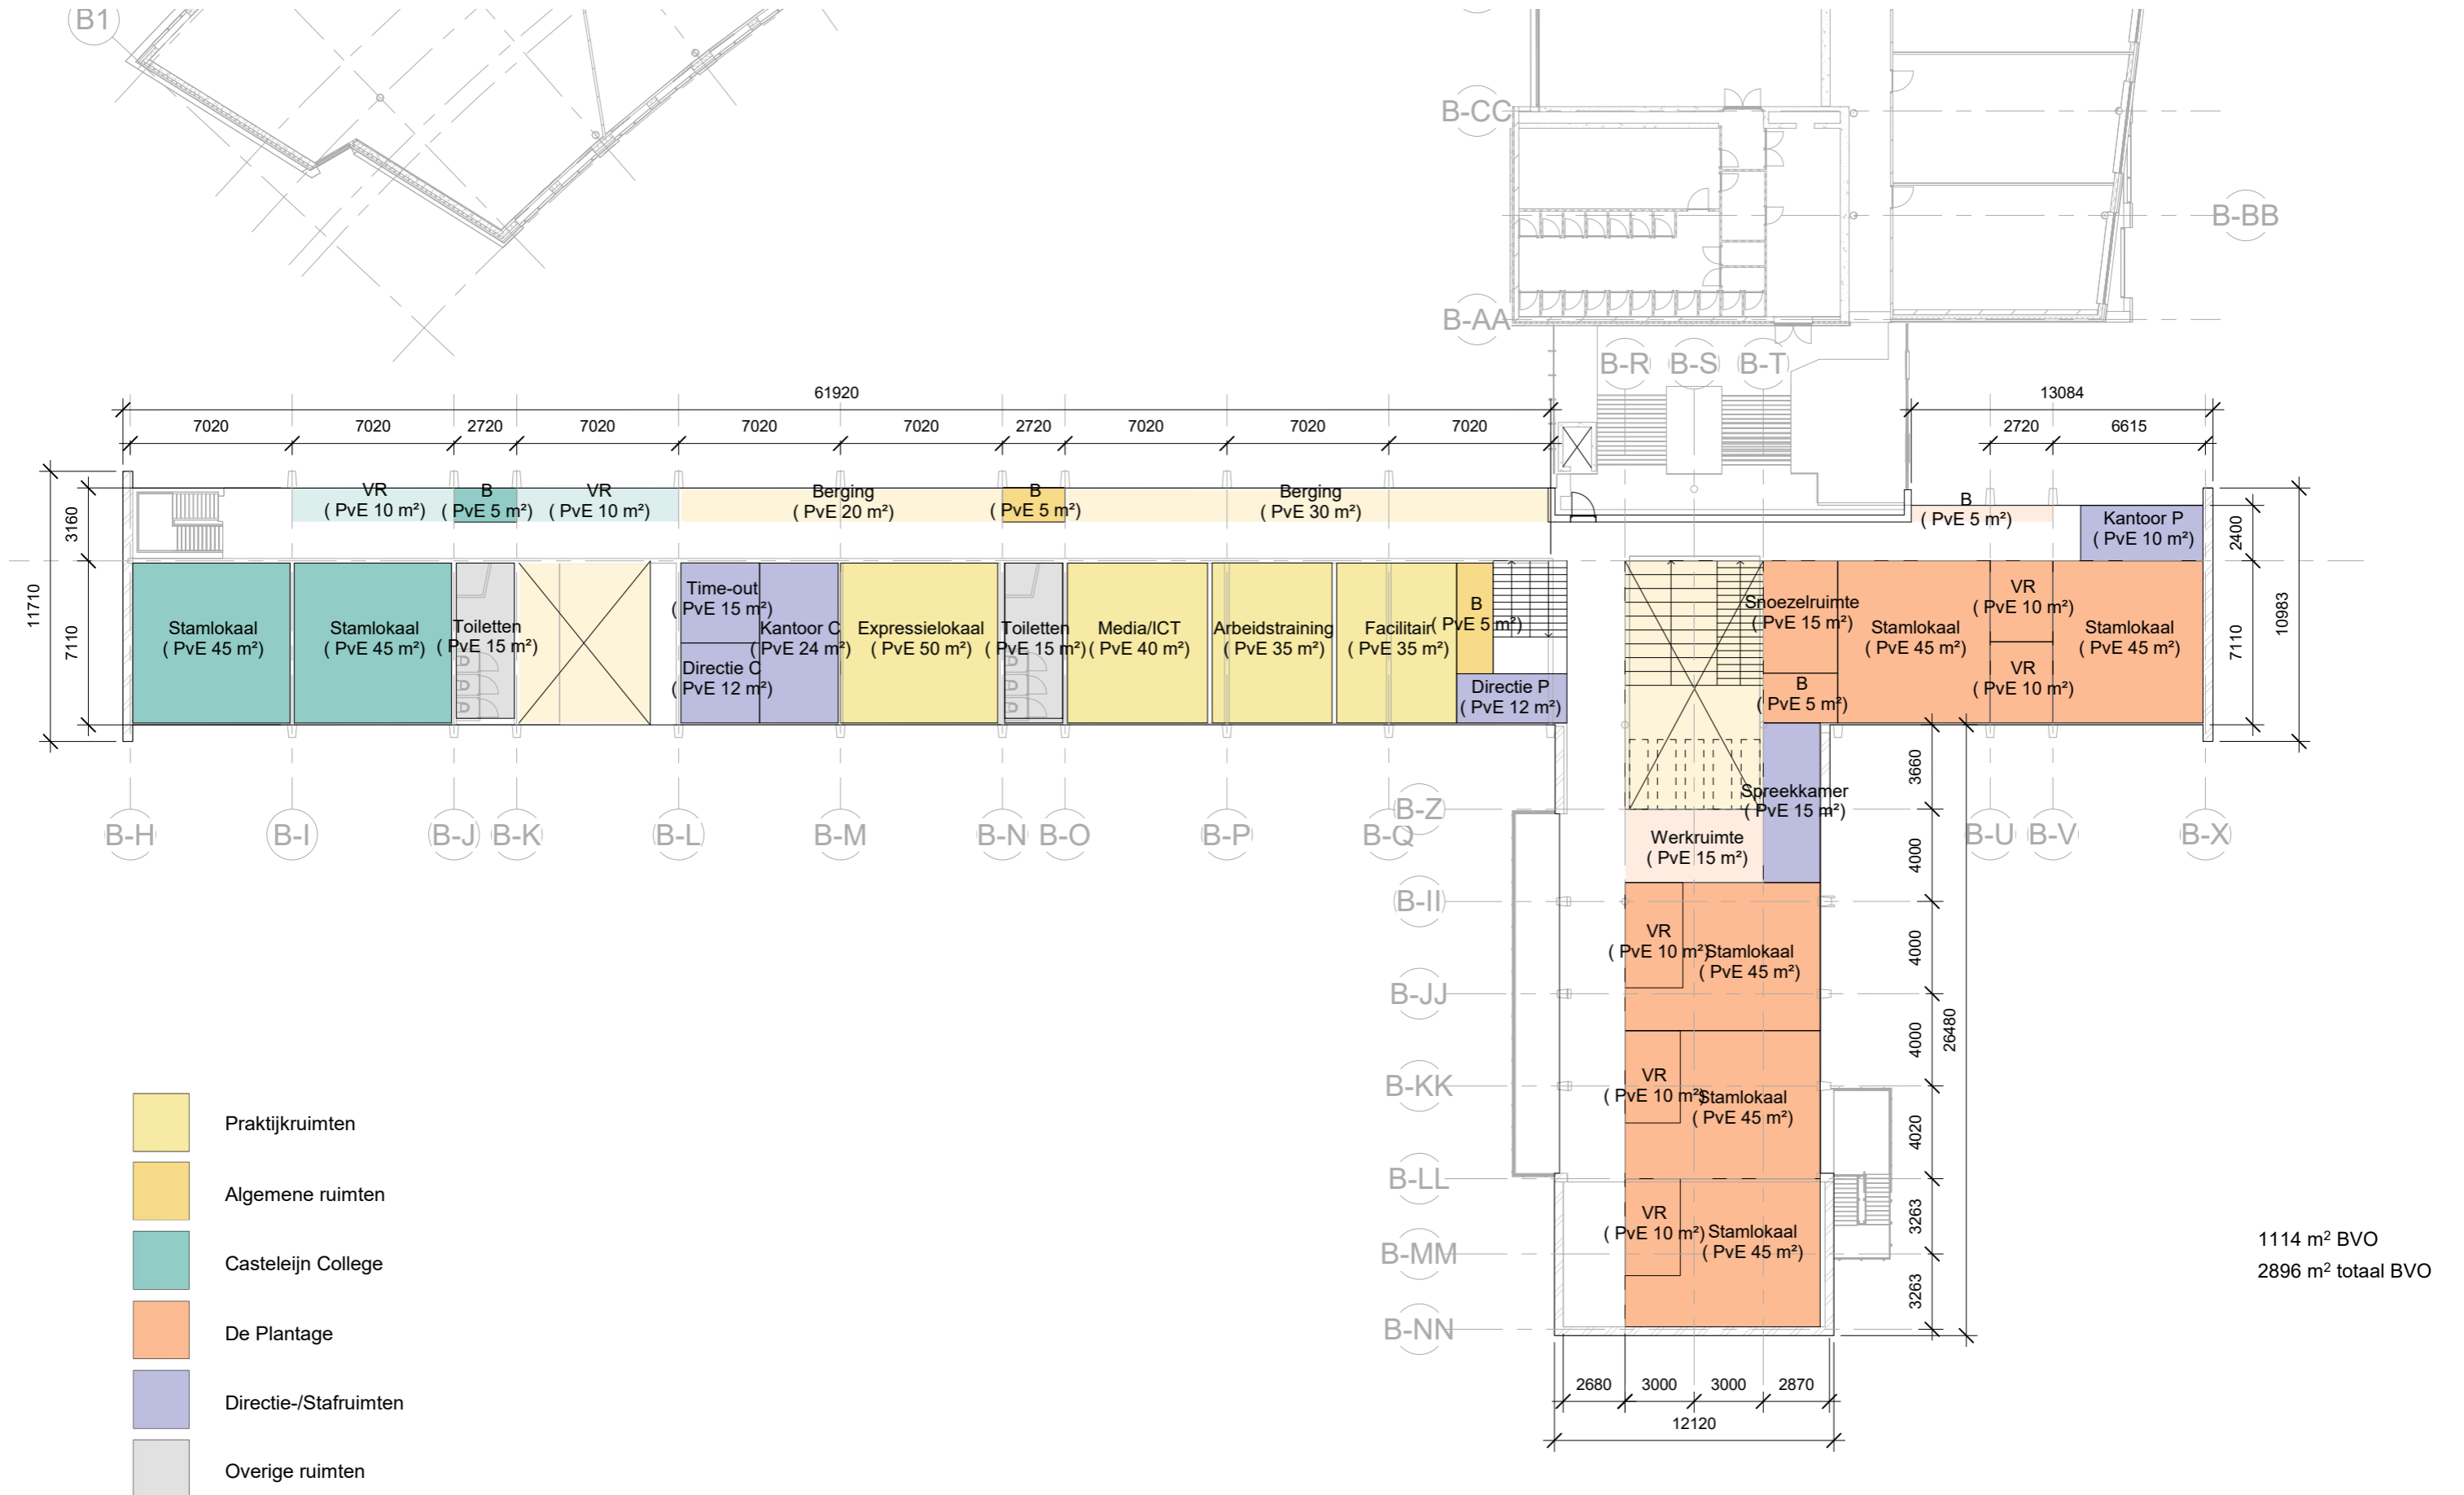 B1
B-CC
B-BB
B-AA
B-R
B-S
B-T
61920
13084
7020
7020
2720
7020
7020
7020
2720
7020
7020
7020
2720
6615
VR
( PvE 10 m²)
B
( PvE 5 m²)
VR
( PvE 10 m²)
Berging
( PvE 20 m²)
B
( PvE 5 m²)
Berging
( PvE 30 m²)
B
( PvE 5 m²)
Kantoor P
( PvE 10 m²)
11710
3160
7110
2400
7110
10983
Stamlokaal
( PvE 45 m²)
Stamlokaal
( PvE 45 m²)
Toiletten
( PvE 15 m²)
Time-out
( PvE 15 m²)
Directie C
( PvE 12 m²)
Kantoor C
( PvE 24 m²)
Expressielokaal
( PvE 50 m²)
Toiletten
( PvE 15 m²)
Media/ICT
( PvE 40 m²)
Arbeidstraining
( PvE 35 m²)
Facilitair
( PvE 35 m²)
B
( PvE 5 m²)
Directie P
( PvE 12 m²)
Snoezelruimte
( PvE 15 m²)
B
( PvE 5 m²)
Stamlokaal
( PvE 45 m²)
VR
( PvE 10 m²)
VR
( PvE 10 m²)
Stamlokaal
( PvE 45 m²)
Spreekkamer
( PvE 15 m²)
Werkruimte
( PvE 15 m²)
B-H
B-I
B-J
B-K
B-L
B-M
B-N
B-O
B-P
B-Q
B-Z
B-U
B-V
B-X
B-II
B-JJ
B-KK
B-LL
B-MM
B-NN
VR
( PvE 10 m²)
Stamlokaal
( PvE 45 m²)
VR
( PvE 10 m²)
Stamlokaal
( PvE 45 m²)
VR
( PvE 10 m²)
Stamlokaal
( PvE 45 m²)
3660
4000
4000
4000
4020
3263
3263
26480
2680
3000
3000
2870
12120
Praktijkruimten
Algemene ruimten
Casteleijn College
De Plantage
Directie-/Stafruimten
Overige ruimten
1114 m² BVO
2896 m² totaal BVO